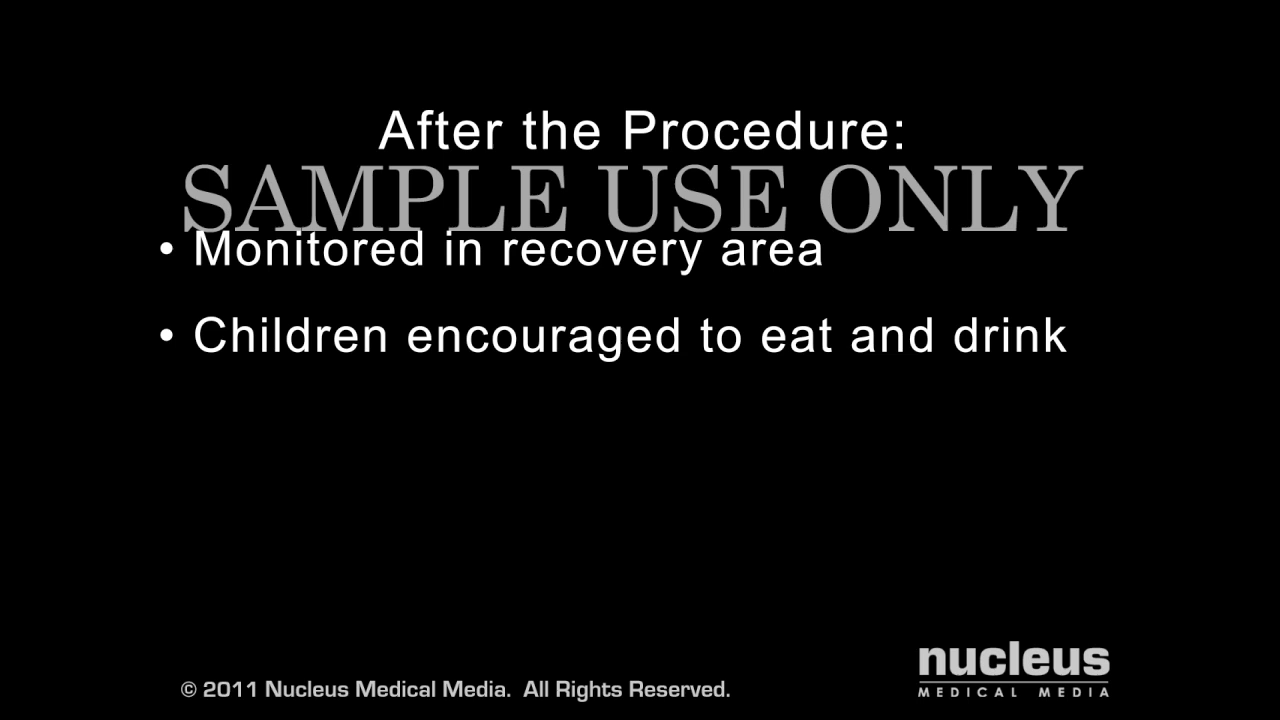 After the Procedure:
SAMPLE USE ONLY
• Monitored in recovery area
• Children encouraged to eat and drink
nucleus
MEDICAL MEDIA
© 2011 Nucleus Medical Media. All Rights Reserved.